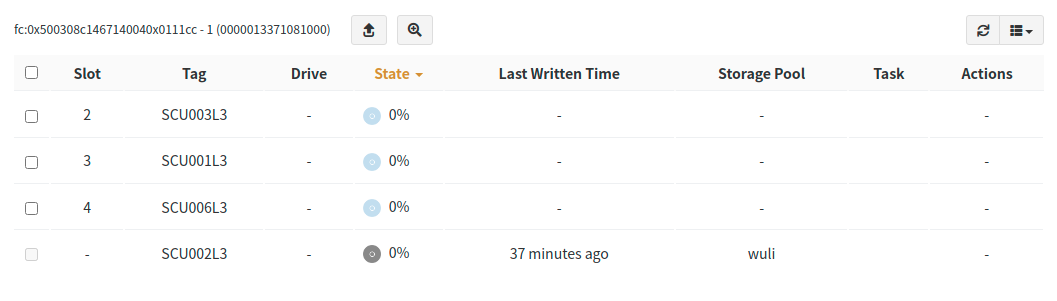 fc:0x500308c1467140040x0111cc - 1 (0000013371081000)
Slot Tag Drive State Last Written Time Storage Pool Task Actions
2 SCU003L3 - 0% - - -
3 SCU001L3 - 0% - - -
4 SCU006L3 - 0% - - -
- SCU002L3 - 0% 37 minutes ago wuli -